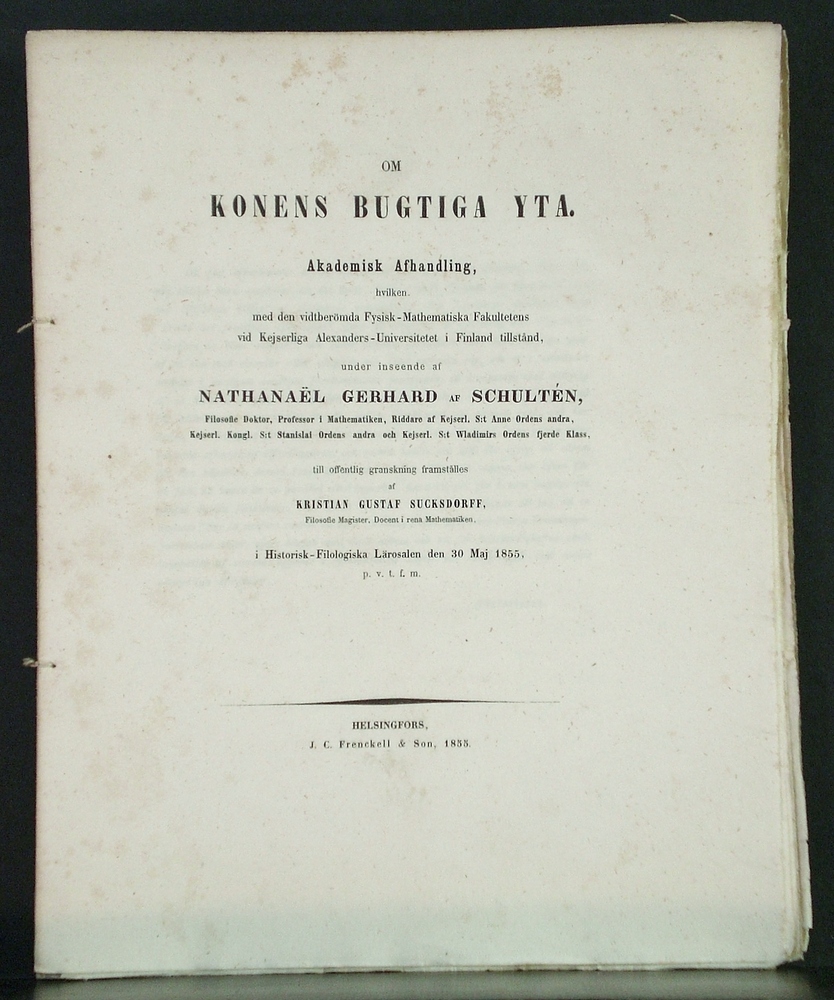 OM
KONENS BUGTIGA YTA.
Akademisk Afhandling,
hvilken.
med den vidtberömda Fysisk-Mathematiska Fakultetens
vid Kejserliga Alexanders-Universitetet i Finland tillstånd,
under inseende af
NATHANAËL GERHARD AF SCHULTÉN,
Filosofie Doktor, Professor i Mathematiken, Riddare af Kejserl. S:t Anne Ordens andra,
Kejserl. Kongl. S:t Stanislai Ordens andra och Kejserl. S:t Wladimirs Ordens fjerde Klass,
till offentlig granskning framställes
af
KRISTIAN GUSTAF SUCKSDORFF,
Filosofie Magister, Docent i rena Mathematiken,
i Historisk-Filologiska Lärosalen den 30 Maj 1855,
p. v. t. f. m.
HELSINGFORS,
J. C. Frenckell & Son, 1855.